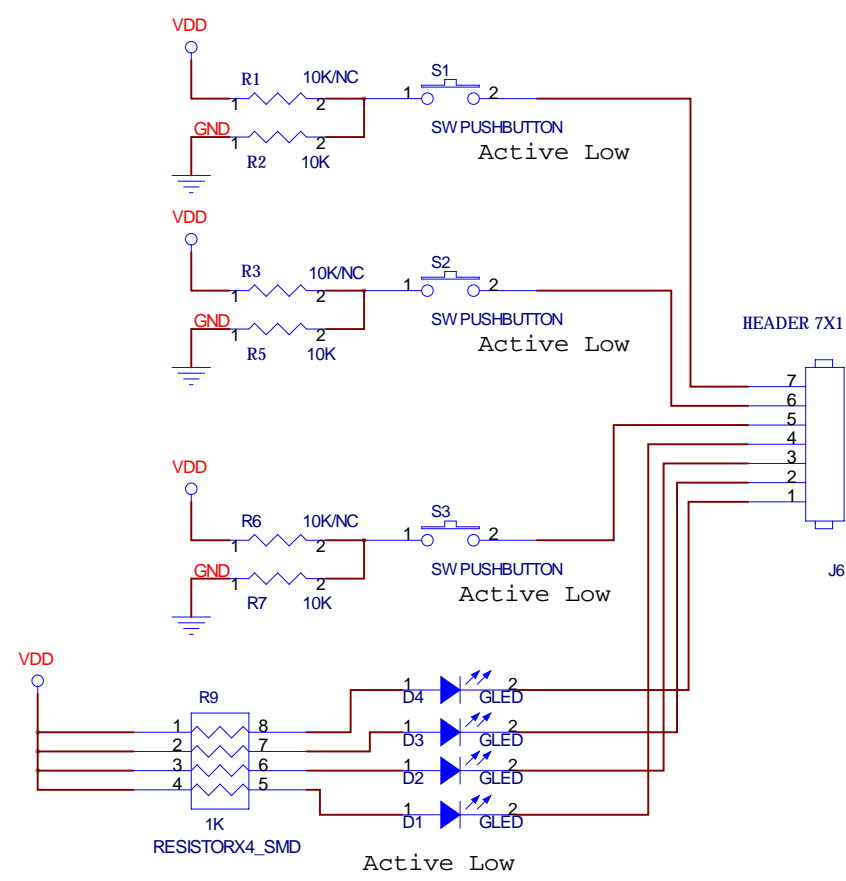 VDD
R1 10K/NC S1
1 2 1 2
GND
1 2 SW PUSHBUTTON
R2 10K Active Low
VDD
R3 10K/NC S2
1 2 1 2
GND
1 2 SW PUSHBUTTON
R5 10K Active Low
HEADER 7X1
7
6
5
4
3
2
1
J6
VDD
R6 10K/NC S3
1 2 1 2
GND
1 2 SW PUSHBUTTON
R7 10K Active Low
VDD
R9
1 8
2 7
3 6
4 5
1K
RESISTORX4_SMD
1 2
D4 GLED
1 2
D3 GLED
1 2
D2 GLED
1 2
D1 GLED
Active Low